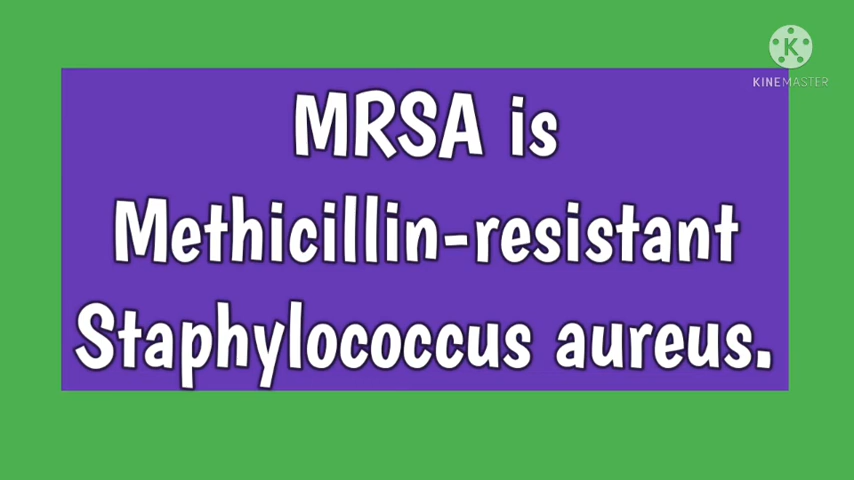 K
KINEMASTER
MRSA is
Methicillin-resistant
Staphylococcus aureus.